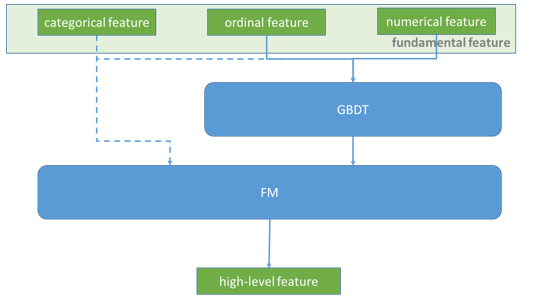 categorical feature
ordinal feature
numerical feature
fundamental feature
GBDT
FM
high-level feature